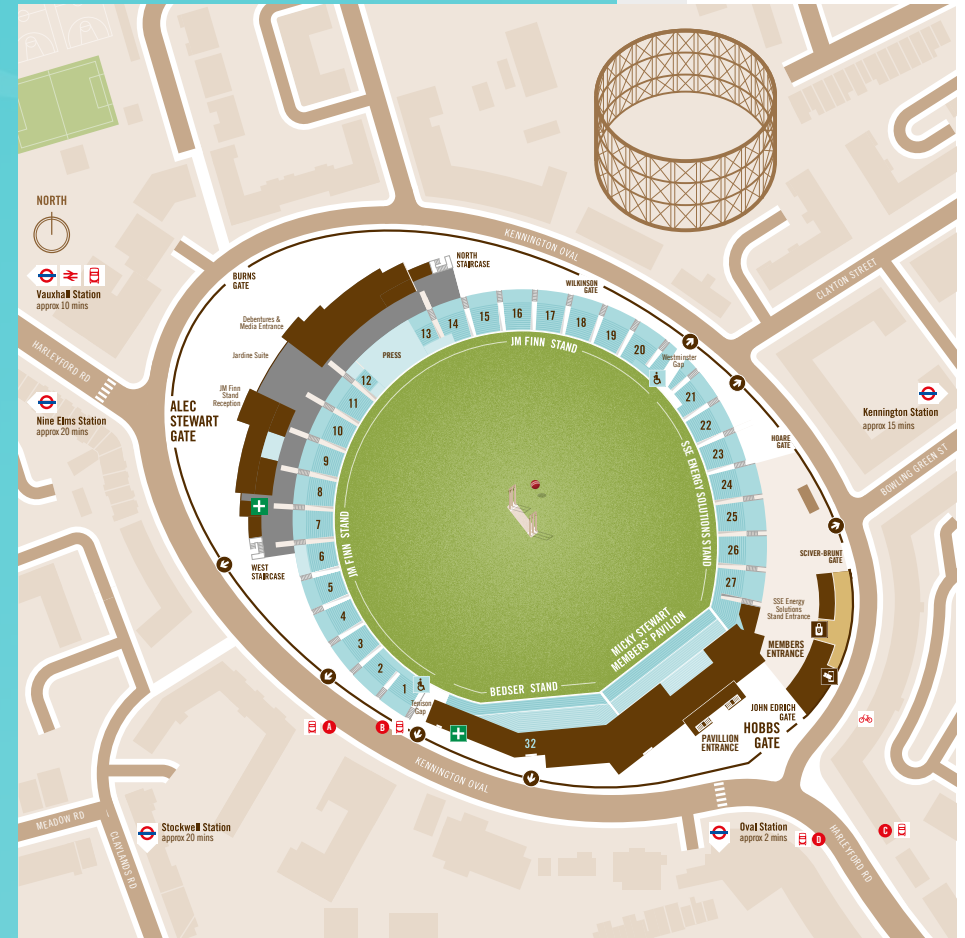 NORTH
Vauxhall Station
approx 10 mins
HARLEYFORD RD
Nine Elms Station
approx 20 mins
BURNS
GATE
Debentures &
Media Entrance
Jardine Suite
JM Finn
Stand
Reception
ALEC
STEWART
GATE
NORTH
STAIRCASE
KENNINGTON OVAL
WILKINSON
GATE
CLAYTON STREET
Kennington Station
approx 15 mins
BOWLING GREEN ST
HOARE
GATE
SCIVER-BRUNT
GATE
Westminster
Gap
PRESS
JM FINN STAND
13
14
15
16
17
18
19
20
21
22
23
24
25
26
27
12
11
10
9
8
7
6
5
4
3
2
1
JM FINN STAND
SSE ENERGY SOLUTIONS STAND
WEST
STAIRCASE
MICKY STEWART
MEMBERS' PAVILION
BEDSER STAND
Tenison
Gap
32
SSE Energy
Solutions
Stand Entrance
MEMBERS
ENTRANCE
JOHN EDRICH
GATE
HOBBS
GATE
PAVILLION
ENTRANCE
A
B
KENNINGTON OVAL
MEADOW RD
CLAYLANDS RD
Stockwell Station
approx 20 mins
Oval Station
approx 2 mins
D
C
HARLEYFORD RD